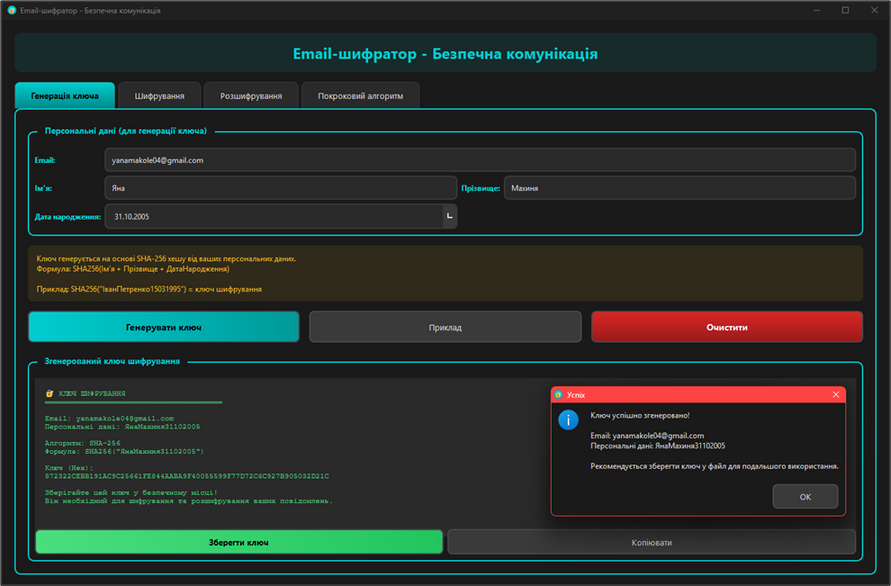 Email-шифратор - Безпечна комунікація
Email-шифратор - Безпечна комунікація
Генерація ключа
Шифрування
Розшифрування
Покроковий алгоритм
Персональні дані (для генерації ключа)
Email:
yanamakole04@gmail.com
Ім'я:
Яна
Прізвище:
Махиня
Дата народження:
31.10.2005
Ключ генерується на основі SHA-256 хешу від ваших персональних даних.
Формула: SHA256(Ім'я + Прізвище + ДатаНародження)
Приклад: SHA256("ІванПетренко15031995") = ключ шифрування
Генерувати ключ
Приклад
Очистити
Згенерований ключ шифрування
КЛЮЧ ШИФРУВАННЯ
Email: yanamakole04@gmail.com
Персональні дані: ЯнаМахиня31102005
Алгоритм: SHA-256
Формула: SHA256("ЯнаМахиня31102005")
Ключ (Hex):
872322CEBB191AC9C25661FE844AABA9F40055599F77D72C6C927B905032D21C
Зберігайте цей ключ у безпечному місці!
Він необхідний для шифрування та розшифрування ваших повідомлень.
Успіх
Ключ успішно згенеровано!
Email: yanamakole04@gmail.com
Персональні дані: ЯнаМахиня31102005
Рекомендується зберегти ключ у файл для подальшого використання.
OK
Зберегти ключ
Копіювати